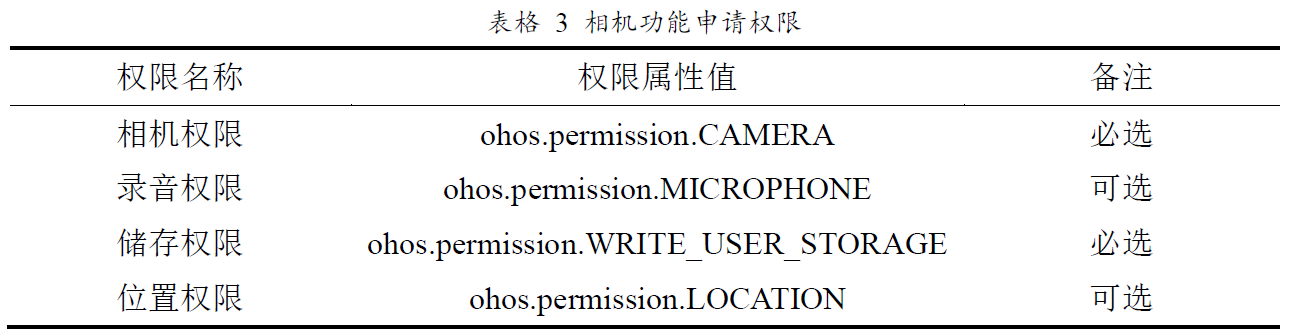 表格 3 相机功能申请权限
权限名称 权限属性值 备注
相机权限 ohos.permission.CAMERA 必选
录音权限 ohos.permission.MICROPHONE 可选
储存权限 ohos.permission.WRITE_USER_STORAGE 必选
位置权限 ohos.permission.LOCATION 可选